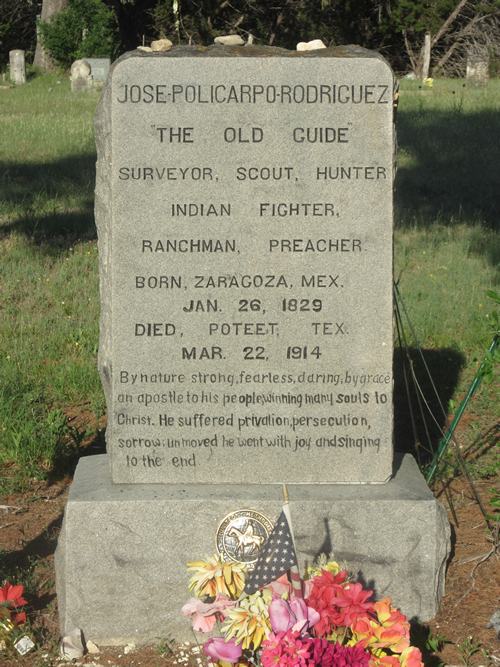 JOSE-POLICARPO-RODRIGUEZ
"THE OLD GUIDE"
SURVEYOR, SCOUT, HUNTER
INDIAN FIGHTER,
RANCHMAN, PREACHER.
BORN, ZARAGOZA, MEX.
JAN. 26, 1829
DIED, POTEET, TEX.
MAR. 22, 1914
By nature strong, fearless, daring, by grace
an apostle to his people, winning many souls to
Christ. He suffered privation, persecution,
sorrow; unmoved he went with joy and singing
to the end